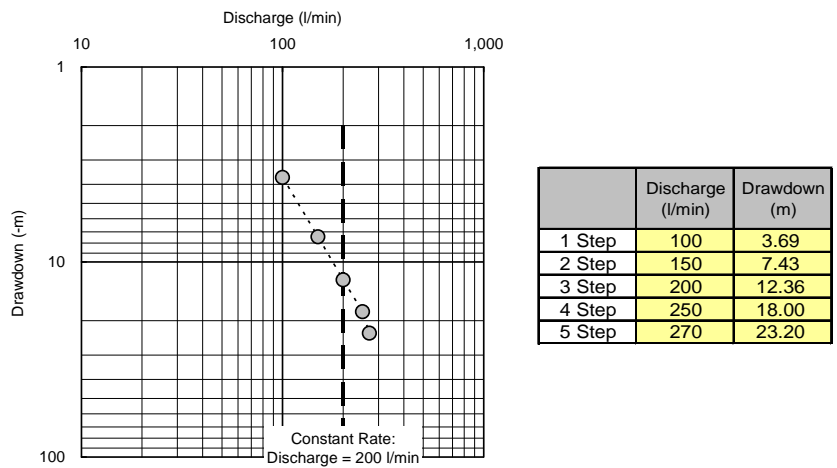 Discharge (l/min)
10 100 1,000
1
10
100
Drawdown (-m)
Constant Rate:
Discharge = 200 l/min
Discharge Drawdown
(l/min) (m)
1 Step 100 3.69
2 Step 150 7.43
3 Step 200 12.36
4 Step 250 18.00
5 Step 270 23.20